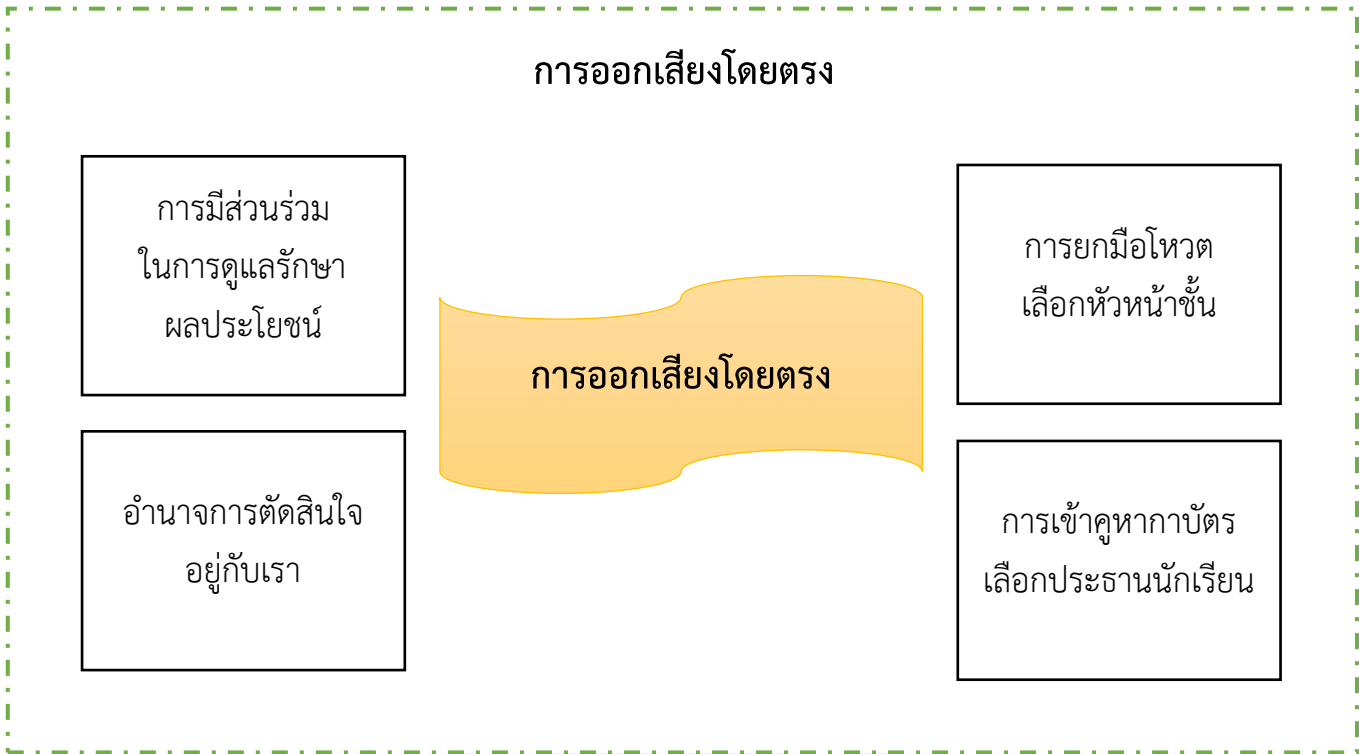 การออกเสียงโดยตรง
การมีส่วนร่วม
ในการดูแลรักษา
ผลประโยชน์
อำนาจการตัดสินใจ
อยู่กับเรา
การออกเสียงโดยตรง
การยกมือโหวต
เลือกหัวหน้าชั้น
การเข้าคูหากาบัตร
เลือกประธานนักเรียน